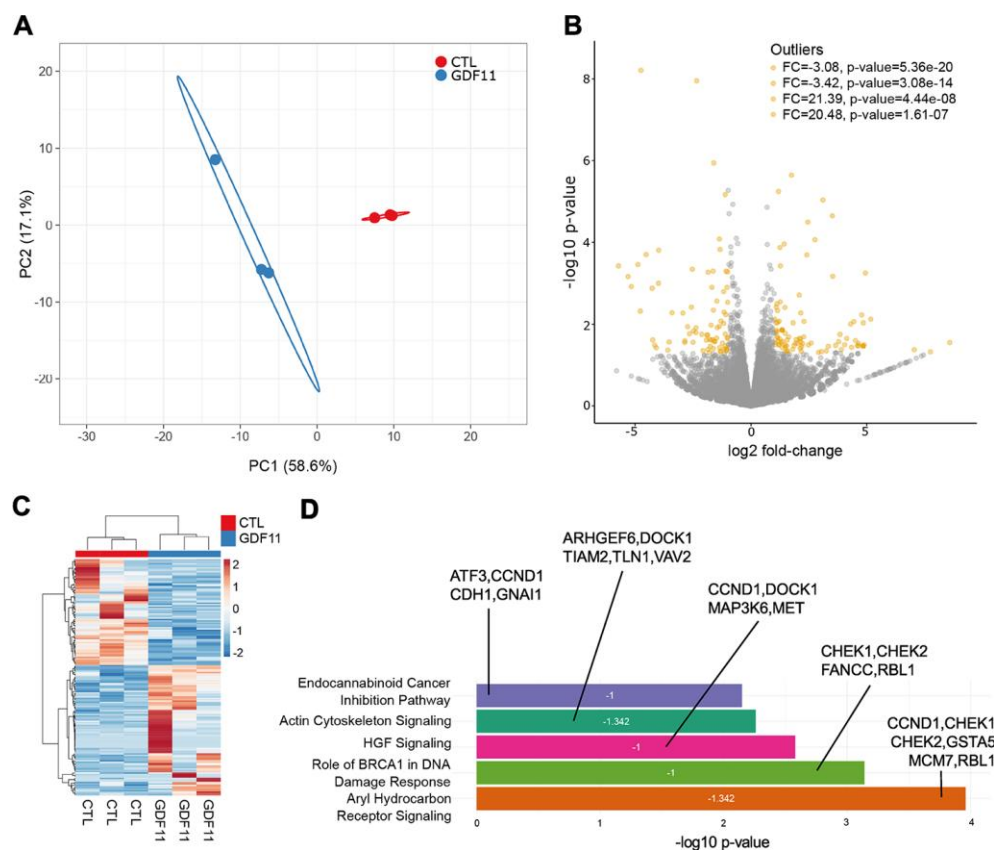 A
CTL
GDF11
20
10
0
-10
-20
PC2 (17.1%)
-30
-20
-10
0
10
20
PC1 (58.6%)
B
Outliers
FC=-3.08, p-value=5.36e-20
FC=-3.42, p-value=3.08e-14
FC=21.39, p-value=4.44e-08
FC=20.48, p-value=1.61-07
8
6
4
2
0
-log10 p-value
-5
0
5
log2 fold-change
C
CTL
GDF11
2
1
0
-1
-2
CTL
CTL
CTL
GDF11
GDF11
GDF11
D
ARHGEF6,DOCK1
TIAM2,TLN1,VAV2
ATF3,CCND1
CDH1,GNAI1
CCND1,DOCK1
MAP3K6,MET
CHEK1,CHEK2
FANCC,RBL1
CCND1,CHEK1
CHEK2,GSTA5
MCM7,RBL1
Endocannabinoid Cancer
Inhibition Pathway
-1
Actin Cytoskeleton Signaling
-1.342
HGF Signaling
-1
Role of BRCA1 in DNA
Damage Response
-1
Aryl Hydrocarbon
Receptor Signaling
-1.342
0
1
2
3
4
-log10 p-value